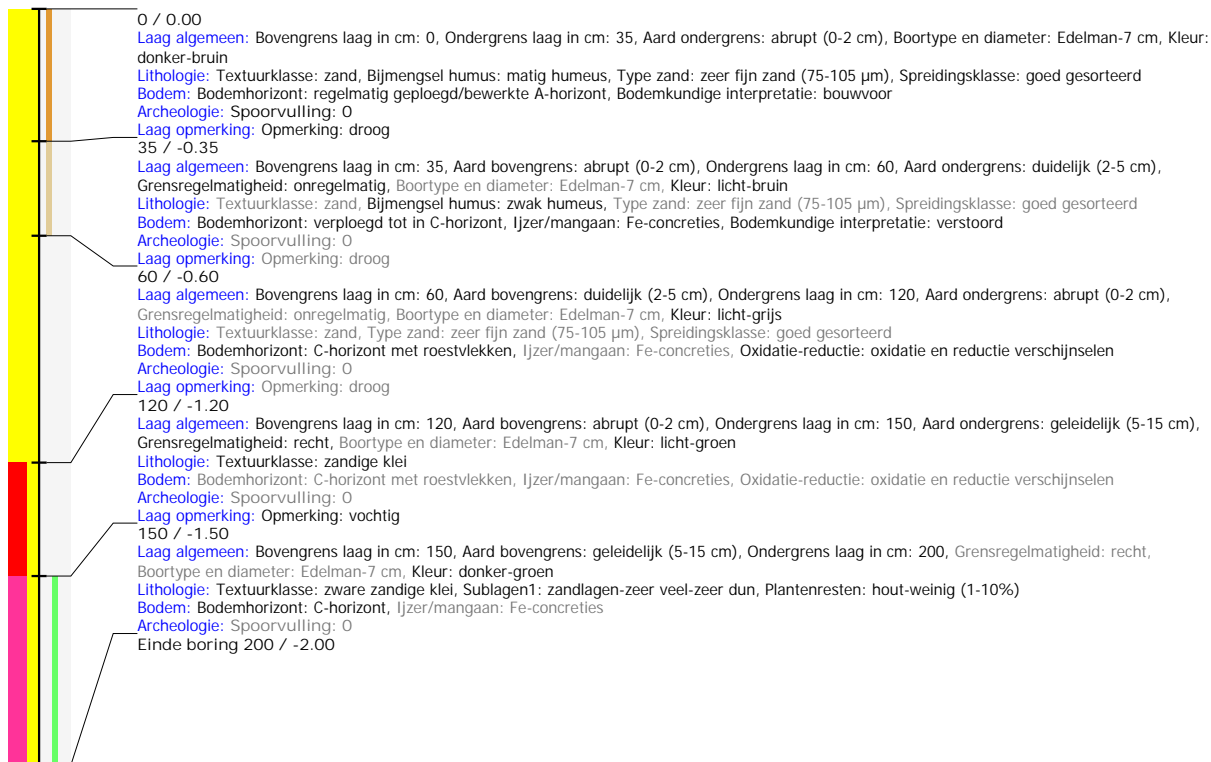 0 / 0.00
Laag algemeen: Bovengrens laag in cm: 0, Ondergrens laag in cm: 35, Aard ondergrens: abrupt (0-2 cm), Boortype en diameter: Edelman-7 cm, Kleur:
donker-bruin
Lithologie: Textuurklasse: zand, Bijmengsel humus: matig humeus, Type zand: zeer fijn zand (75-105 µm), Spreidingsklasse: goed gesorteerd
Bodem: Bodemhorizont: regelmatig geploegd/bewerkte A-horizont, Bodemkundige interpretatie: bouwvoor
Archeologie: Spoorvulling: 0
Laag opmerking: Opmerking: droog
35 / -0.35
Laag algemeen: Bovengrens laag in cm: 35, Aard bovengrens: abrupt (0-2 cm), Ondergrens laag in cm: 60, Aard ondergrens: duidelijk (2-5 cm),
Grensregelmatigheid: onregelmatig, Boortype en diameter: Edelman-7 cm, Kleur: licht-bruin
Lithologie: Textuurklasse: zand, Bijmengsel humus: zwak humeus, Type zand: zeer fijn zand (75-105 µm), Spreidingsklasse: goed gesorteerd
Bodem: Bodemhorizont: verploegd tot in C-horizont, Ijzer/mangaan: Fe-concreties, Bodemkundige interpretatie: verstoord
Archeologie: Spoorvulling: 0
Laag opmerking: Opmerking: droog
60 / -0.60
Laag algemeen: Bovengrens laag in cm: 60, Aard bovengrens: duidelijk (2-5 cm), Ondergrens laag in cm: 120, Aard ondergrens: abrupt (0-2 cm),
Grensregelmatigheid: onregelmatig, Boortype en diameter: Edelman-7 cm, Kleur: licht-grijs
Lithologie: Textuurklasse: zand, Type zand: zeer fijn zand (75-105 µm), Spreidingsklasse: goed gesorteerd
Bodem: Bodemhorizont: C-horizont met roestvlekken, Ijzer/mangaan: Fe-concreties, Oxidatie-reductie: oxidatie en reductie verschijnselen
Archeologie: Spoorvulling: 0
Laag opmerking: Opmerking: droog
120 / -1.20
Laag algemeen: Bovengrens laag in cm: 120, Aard bovengrens: abrupt (0-2 cm), Ondergrens laag in cm: 150, Aard ondergrens: geleidelijk (5-15 cm),
Grensregelmatigheid: recht, Boortype en diameter: Edelman-7 cm, Kleur: licht-groen
Lithologie: Textuurklasse: zandige klei
Bodem: Bodemhorizont: C-horizont met roestvlekken, Ijzer/mangaan: Fe-concreties, Oxidatie-reductie: oxidatie en reductie verschijnselen
Archeologie: Spoorvulling: 0
Laag opmerking: Opmerking: vochtig
150 / -1.50
Laag algemeen: Bovengrens laag in cm: 150, Aard bovengrens: geleidelijk (5-15 cm), Ondergrens laag in cm: 200, Grensregelmatigheid: recht,
Boortype en diameter: Edelman-7 cm, Kleur: donker-groen
Lithologie: Textuurklasse: zware zandige klei, Sublagen1: zandlagen-zeer veel-zeer dun, Plantenresten: hout-weinig (1-10%)
Bodem: Bodemhorizont: C-horizont, Ijzer/mangaan: Fe-concreties
Archeologie: Spoorvulling: 0
Einde boring 200 / -2.00